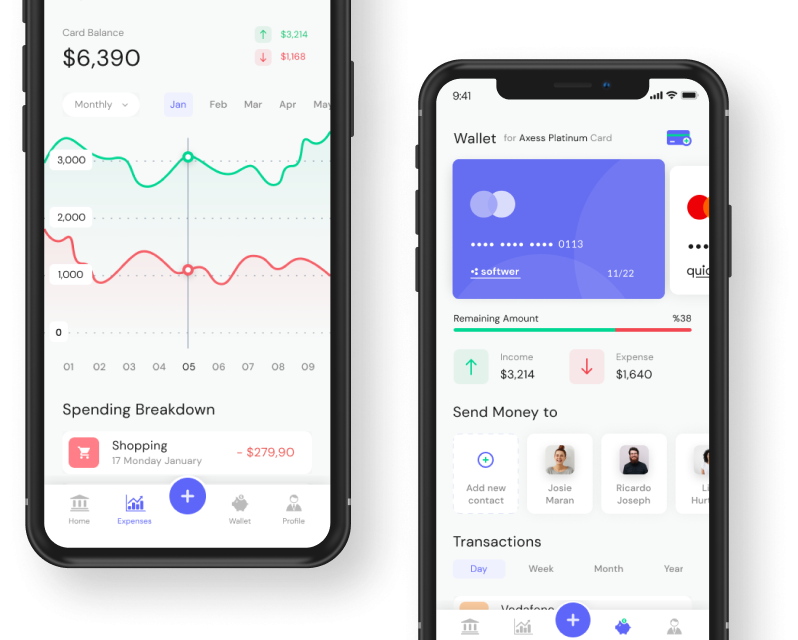 Card Balance
$6,390
$3,214
$1,168
Monthly
Jan Feb Mar Apr May
3,000
2,000
1,000
0
01 02 03 04 05 06 07 08 09
Spending Breakdown
Shopping
17 Monday January
- $279,90
Home Expenses Wallet Profile
9:41
Wallet for Axess Platinum Card
•••• •••• •••• 0113
softwer
11/22
••• 
quic
Remaining Amount %38
Income
$3,214
Expense
$1,640
Send Money to
Add new
contact
Josie
Maran
Ricardo
Joseph
Li
Hurt
Transactions
Day Week Month Year
Vodafone